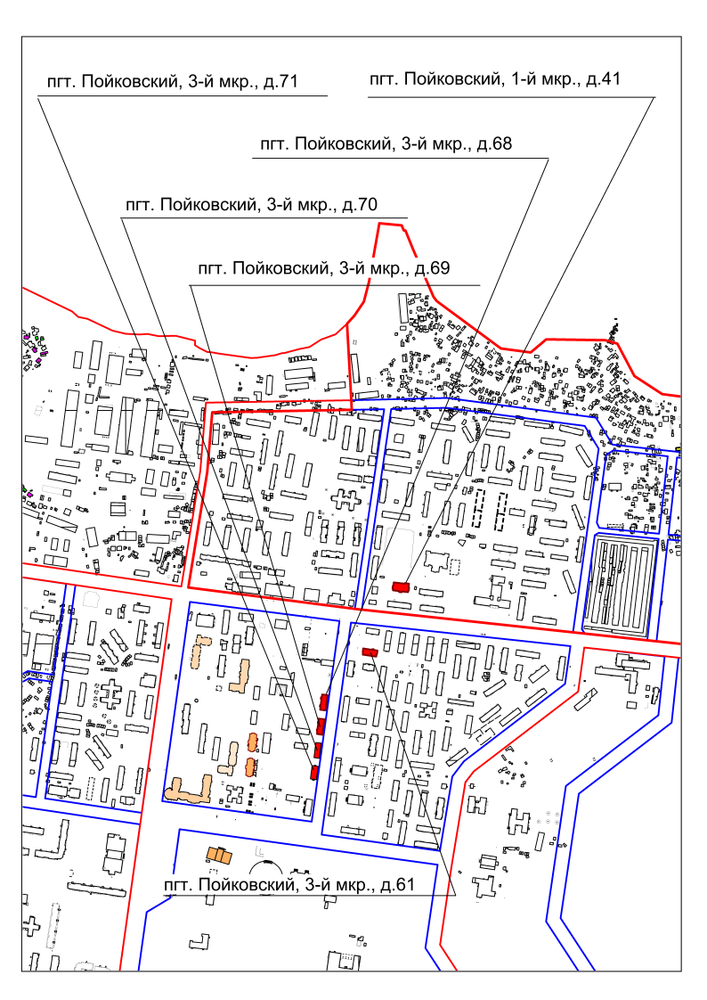 пгт. Пойковский, 3-й мкр., д.71
пгт. Пойковский, 1-й мкр., д.41
пгт. Пойковский, 3-й мкр., д.68
пгт. Пойковский, 3-й мкр., д.70
пгт. Пойковский, 3-й мкр., д.69
пгт. Пойковский, 3-й мкр., д.61